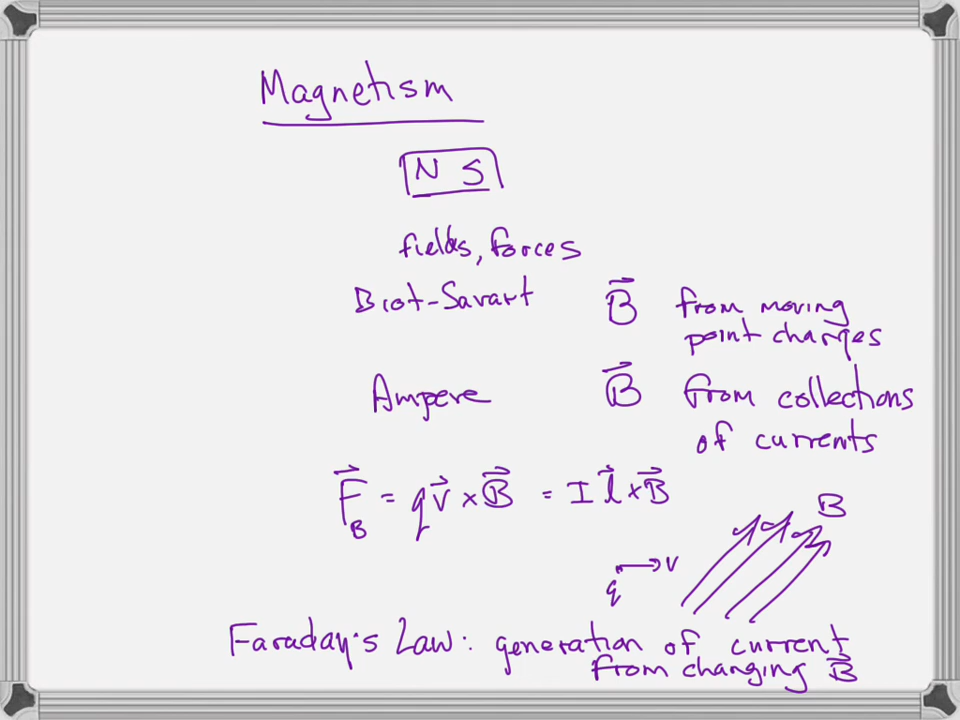 Magnetism
N S
fields, forces
Biot-Savart B⃗ from moving
point charges
Ampere B⃗ from collections
of currents
F⃗_B = qv⃗ × B⃗ = I l⃗ × B⃗
B
q v
Faraday's Law: generation of current
from changing B⃗